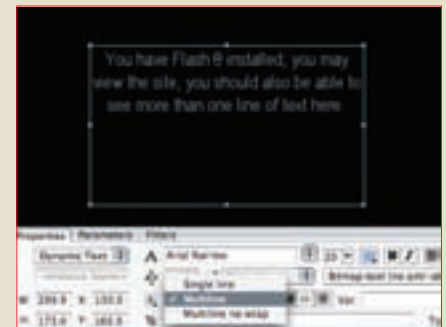 You have Flash 8 installed, you may
view the site, you should also be able to
see more than one line of text here
Properties Parameters Filters
Dynamic Text A Arial Narrow
Single line
Multiline
Multiline no wrap
Var: